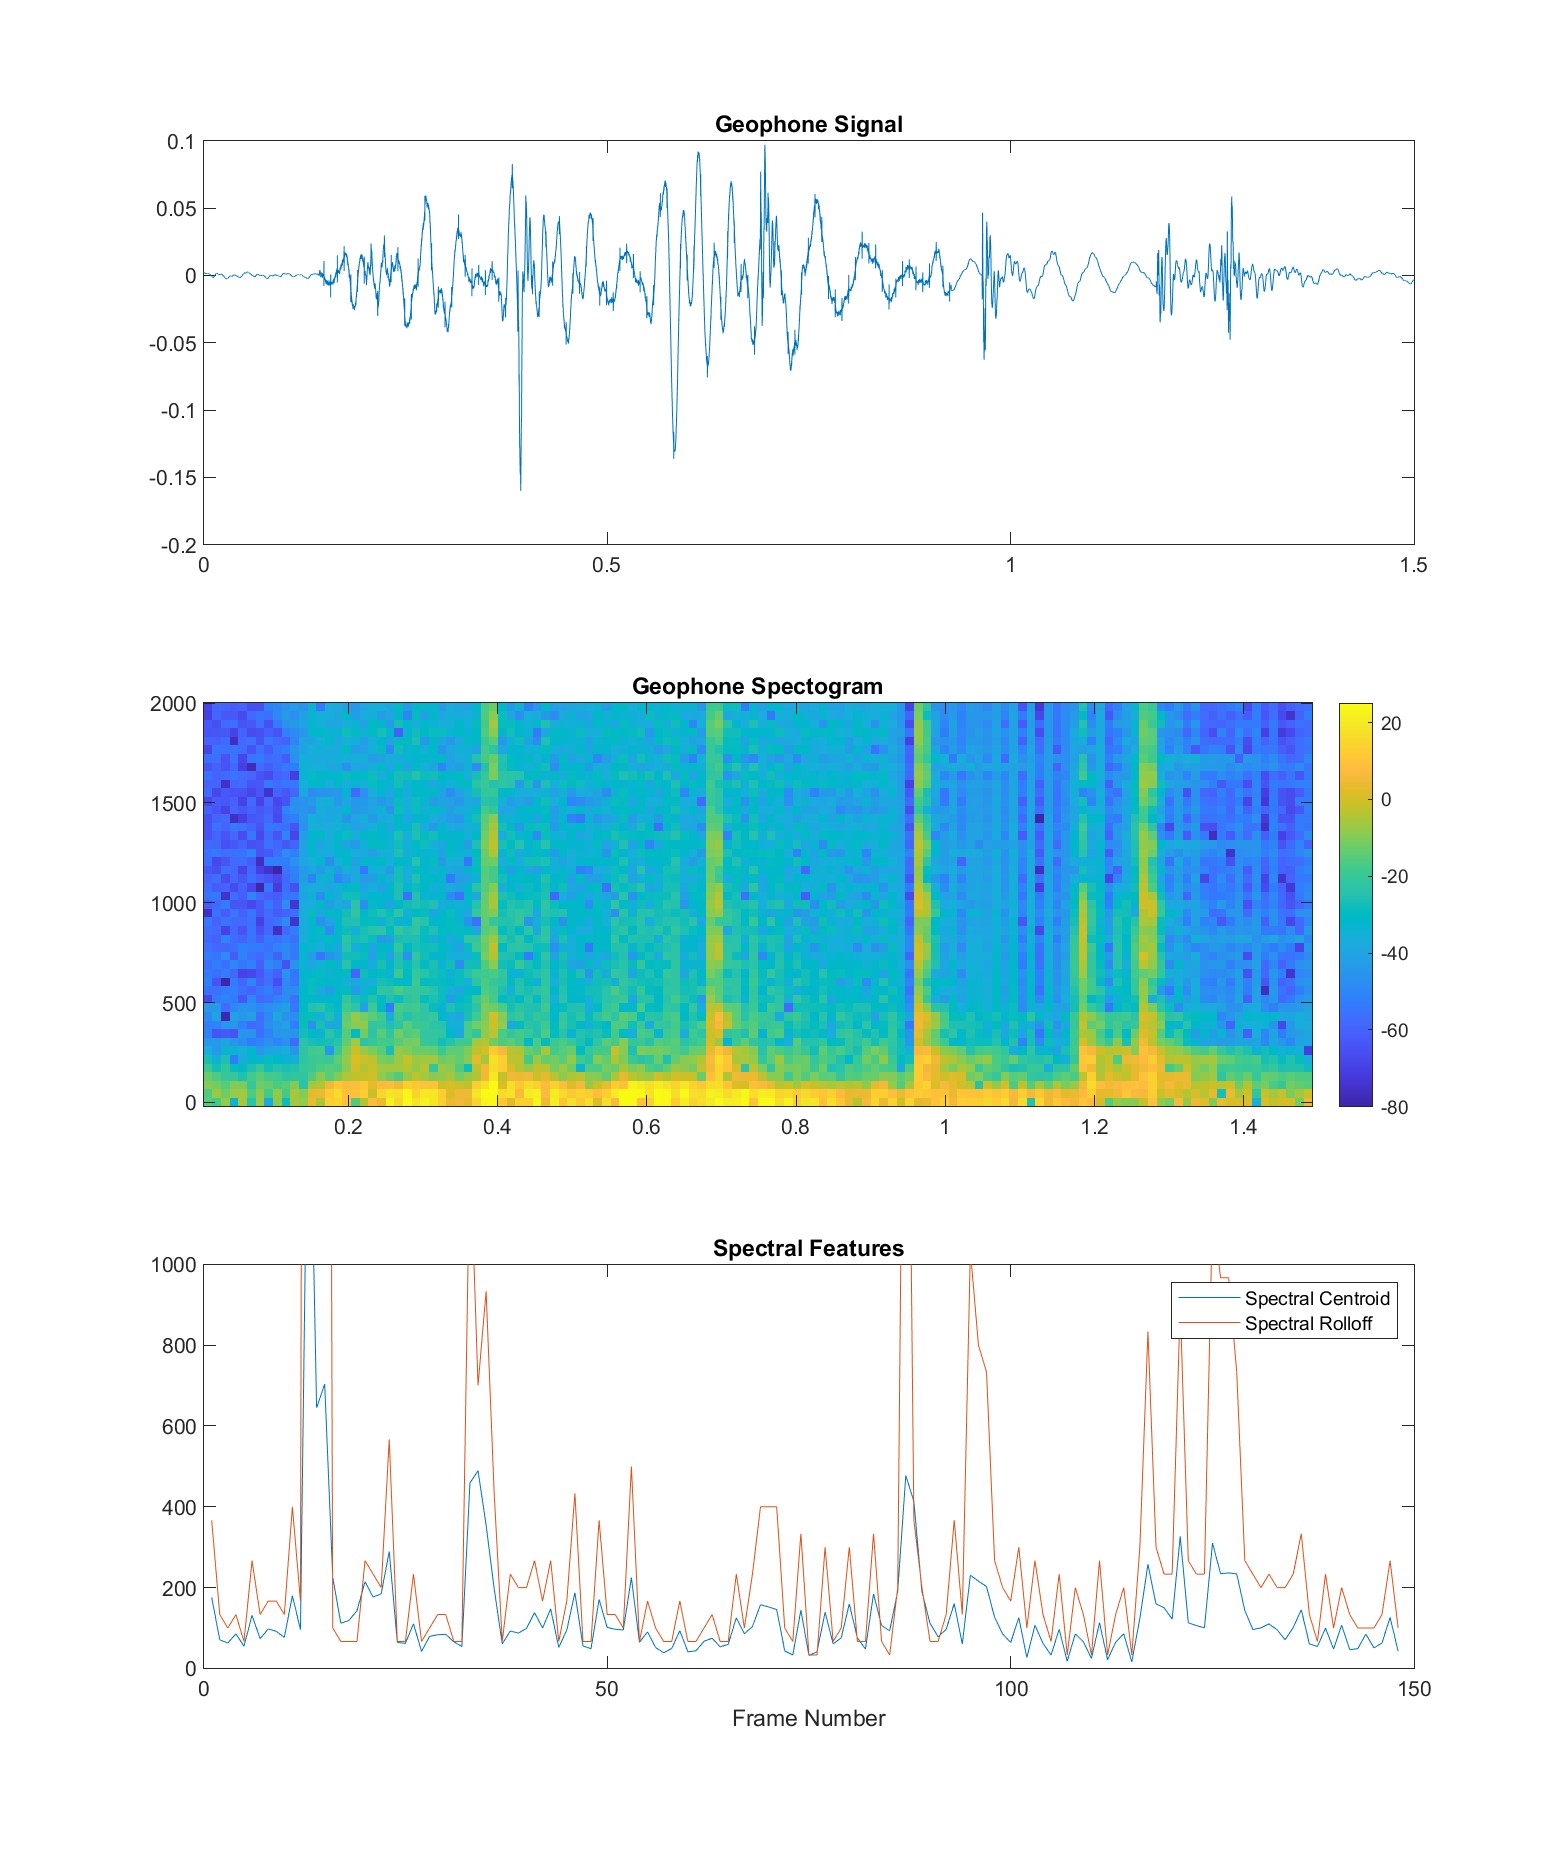 Geophone Signal
0.1
0.05
0
-0.05
-0.1
-0.15
-0.2
0 0.5 1 1.5
Geophone Spectogram
2000
1500
1000
500
0
0.2 0.4 0.6 0.8 1 1.2 1.4
20
0
-20
-40
-60
-80
Spectral Features
1000
800
600
400
200
0
0 50 100 150
Spectral Centroid
Spectral Rolloff
Frame Number